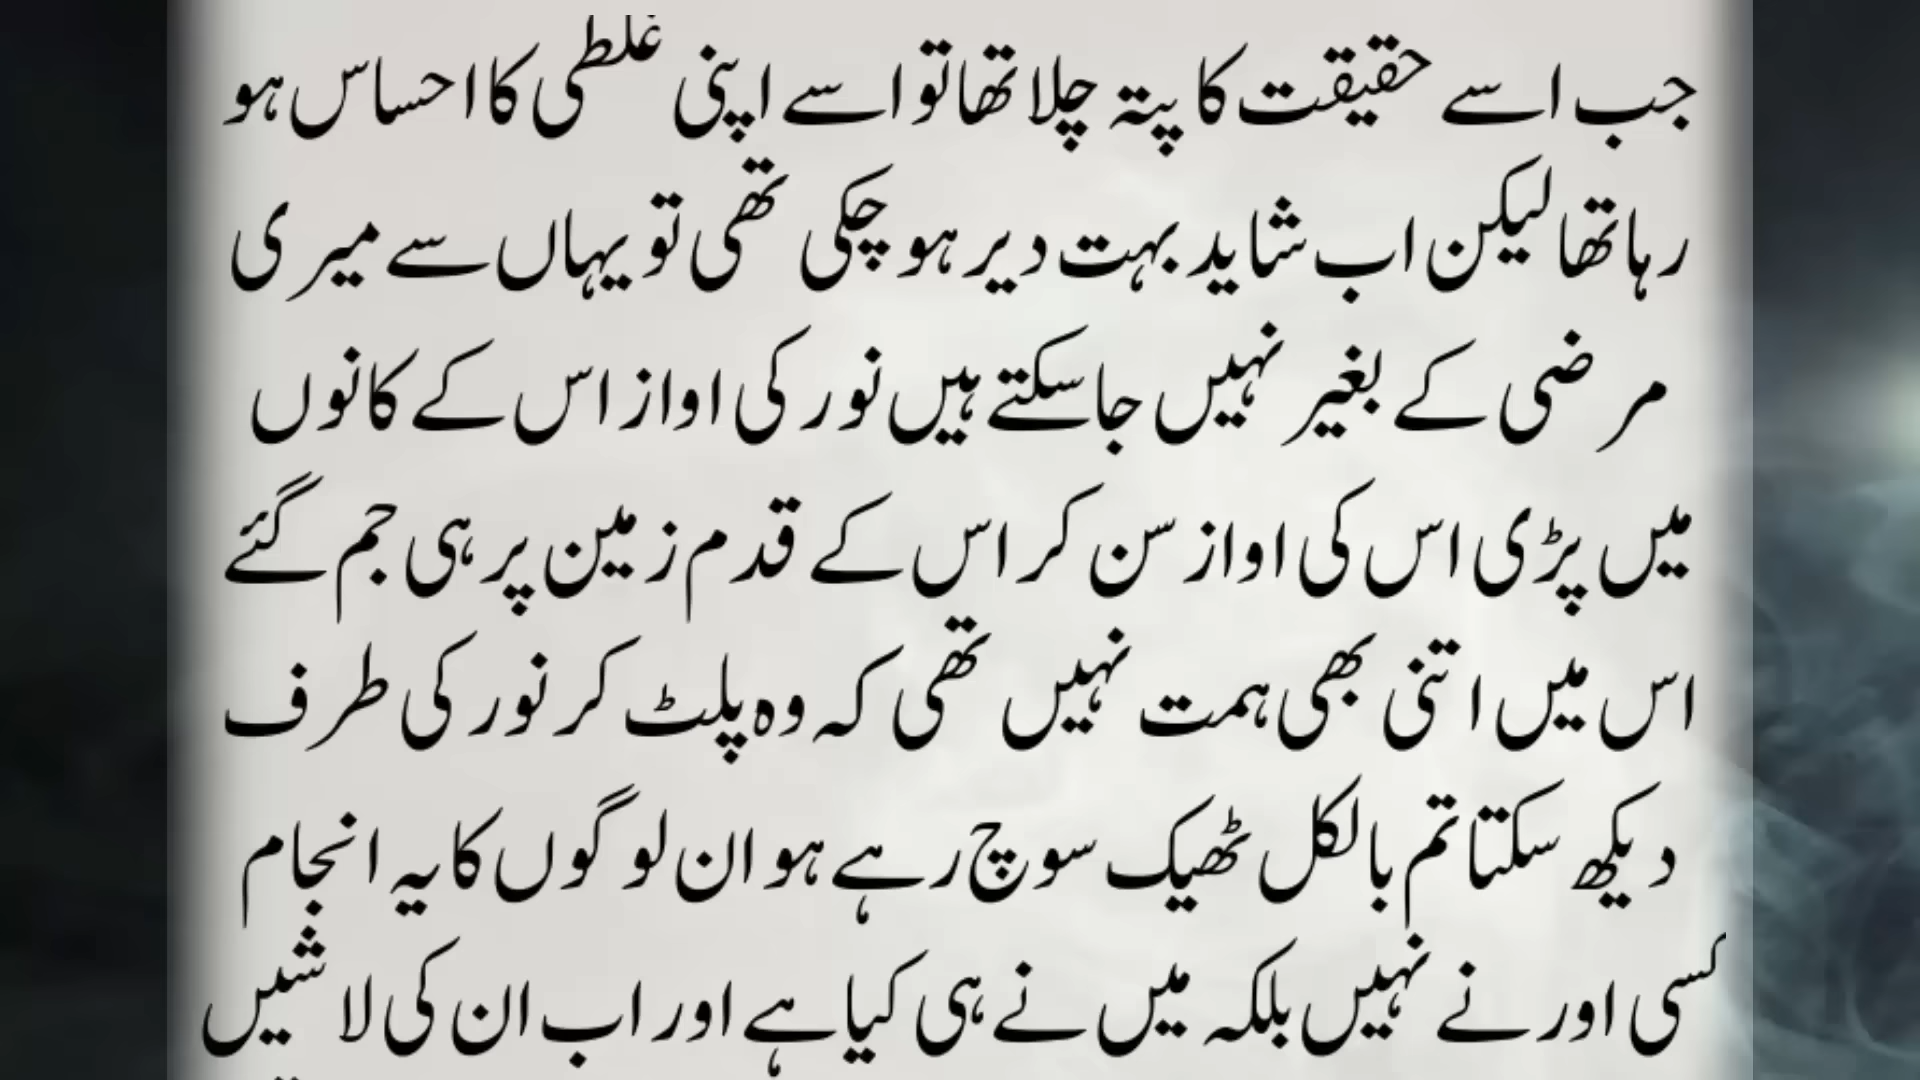 جب اسے حقیقت کا پتہ چلا تھا تو اسے اپنی غلطی کا احساس ہو
رہا تھا لیکن اب شاید بہت دیر ہو چکی تھی تو یہاں سے میری
مرضی کے بغیر نہیں جا سکتے ہیں نور کی اواز اس کے کانوں
میں پڑی اس کی اواز سن کر اس کے قدم زمین پر ہی جم گئے
اس میں اتنی بھی ہمت نہیں تھی کہ وہ پلٹ کر نور کی طرف
دیکھ سکتا تم بالکل ٹھیک سوچ رہے ہو ان لوگوں کا یہ انجام
کسی اور نے نہیں بلکہ میں نے ہی کیا ہے اور اب ان کی لاشیں